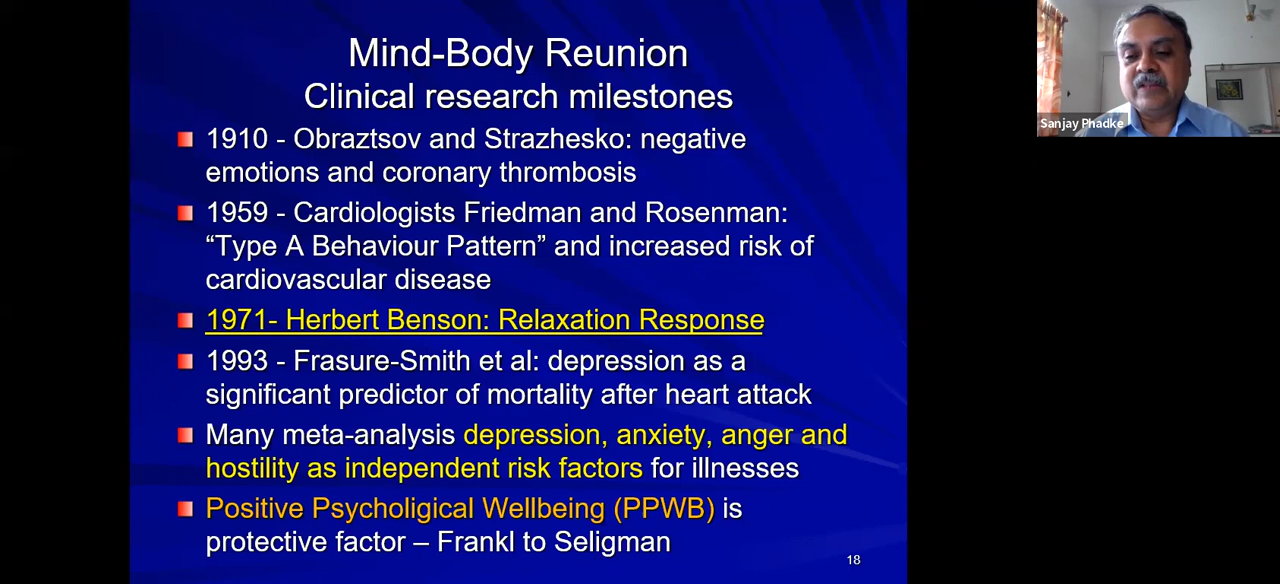 Mind-Body Reunion
Clinical research milestones
1910 - Obraztsov and Strazhesko: negative
emotions and coronary thrombosis
1959 - Cardiologists Friedman and Rosenman:
“Type A Behaviour Pattern” and increased risk of
cardiovascular disease
1971- Herbert Benson: Relaxation Response
1993 - Frasure-Smith et al: depression as a
significant predictor of mortality after heart attack
Many meta-analysis depression, anxiety, anger and
hostility as independent risk factors for illnesses
Positive Psychological Wellbeing (PPWB) is
protective factor – Frankl to Seligman
18
Sanjay Phadke